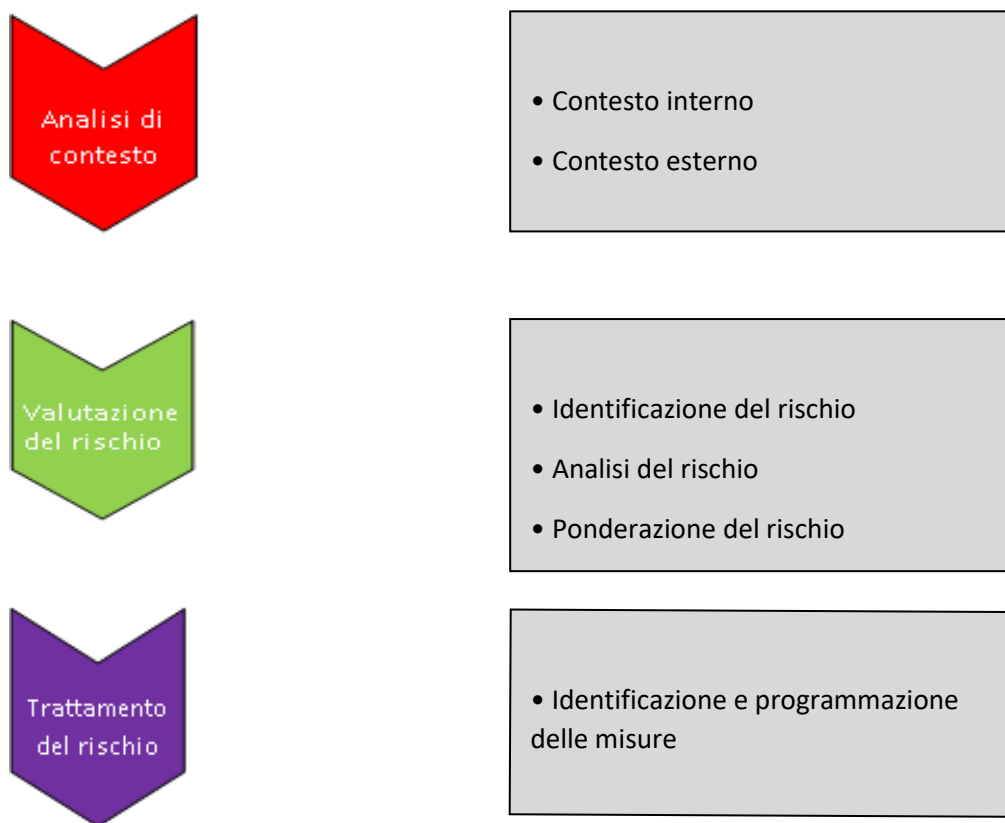 Analisi di
contesto
• Contesto interno
• Contesto esterno
Valutazione
del rischio
• Identificazione del rischio
• Analisi del rischio
• Ponderazione del rischio
Trattamento
del rischio
• Identificazione e programmazione
delle misure